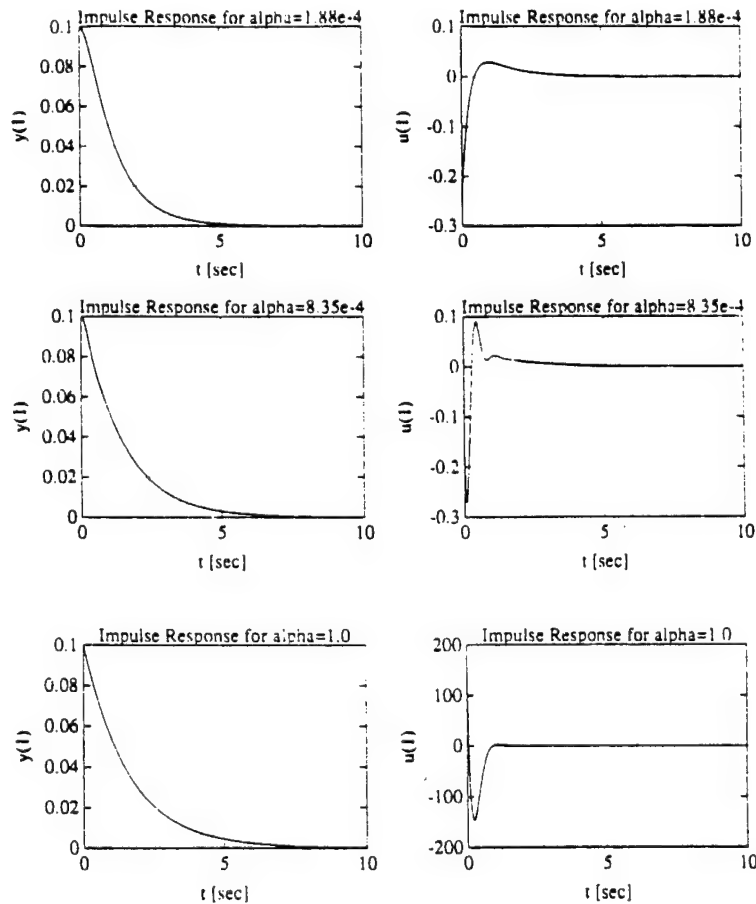 Impulse Response for alpha=1.88e-4
0.1
0.08
0.06
0.04
0.02
0
y(1)
0
5
10
t [sec]
Impulse Response for alpha=1.88e-4
0.1
0
-0.1
-0.2
-0.3
u(1)
0
5
10
t [sec]
Impulse Response for alpha=8.35e-4
0.1
0.08
0.06
0.04
0.02
0
y(1)
0
5
10
t [sec]
Impulse Response for alpha=8.35e-4
0.1
0
-0.1
-0.2
-0.3
u(1)
0
5
10
t [sec]
Impulse Response for alpha=1.0
0.1
0.08
0.06
0.04
0.02
0
y(1)
0
5
10
t [sec]
Impulse Response for alpha=1.0
200
100
0
-100
-200
u(1)
0
5
10
t [sec]